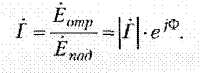 Γ̇ = Ė_отр / Ė_пад = |Γ̇| · e^{jΦ}.